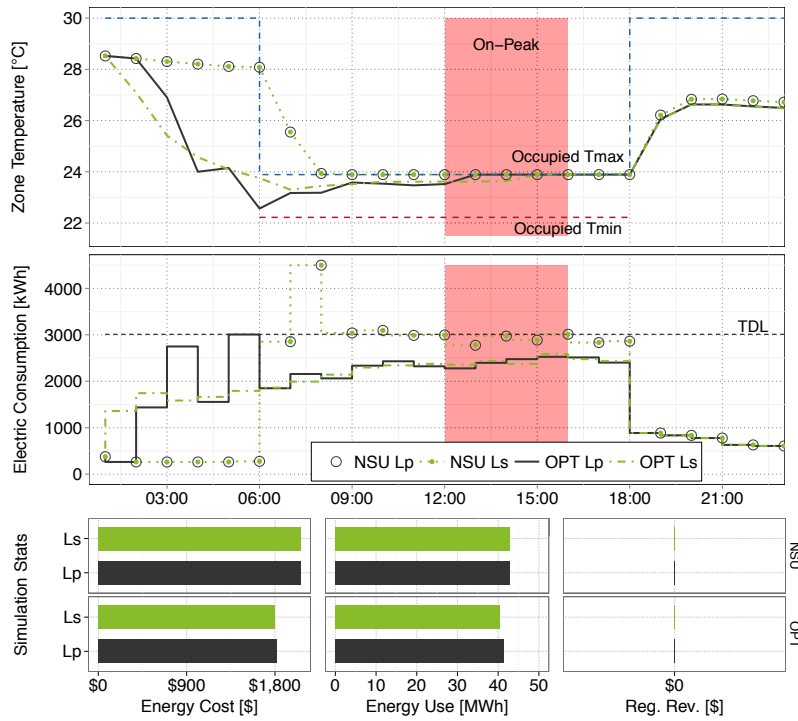 Zone Temperature [°C]
30
28
26
24
22
On−Peak
Occupied Tmax
Occupied Tmin
Electric Consumption [kWh]
4000
3000
2000
1000
0
TDL
NSU Lp NSU Ls OPT Lp OPT Ls
03:00 06:00 09:00 12:00 15:00 18:00 21:00
Simulation Stats
Ls
Lp
NSU
Ls
Lp
OPT
$0 $900 $1,800
0 10 20 30 40 50
$0
Energy Cost [$]
Energy Use [MWh]
Reg. Rev. [$]